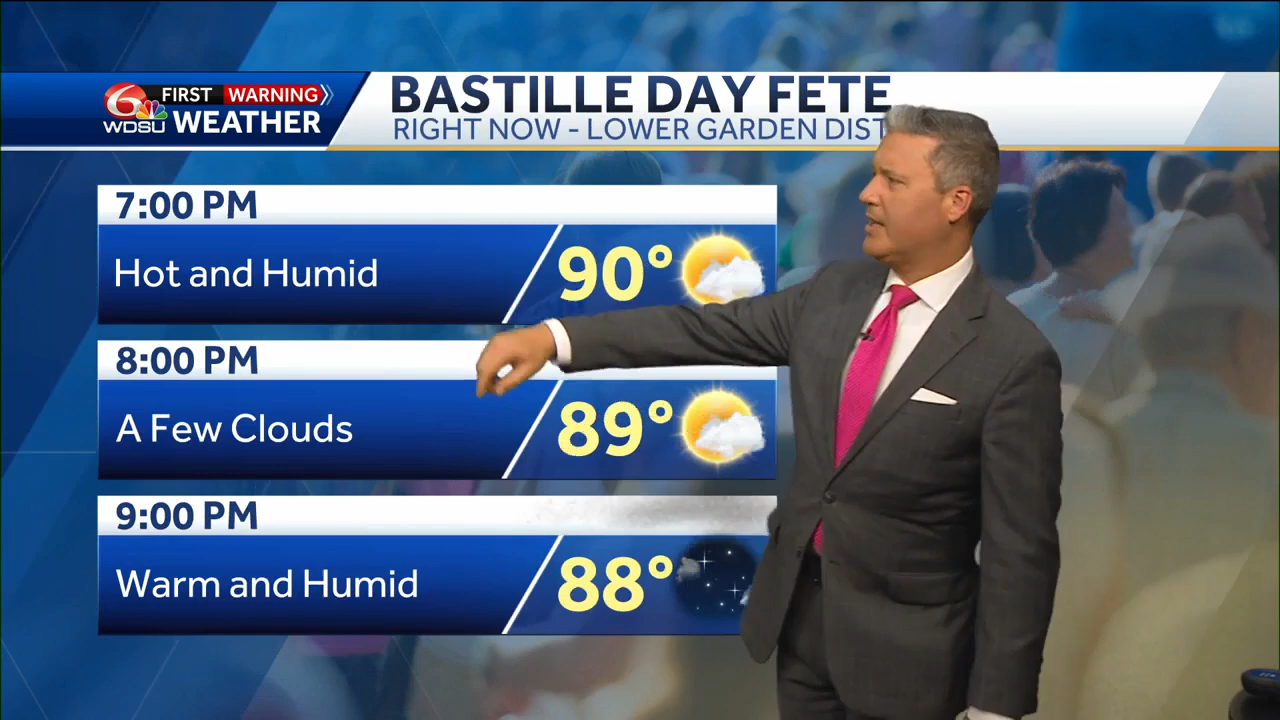 6
WDSU
FIRST WARNING
WEATHER
BASTILLE DAY FETE
RIGHT NOW - LOWER GARDEN DIST
7:00 PM
Hot and Humid
90°
8:00 PM
A Few Clouds
89°
9:00 PM
Warm and Humid
88°